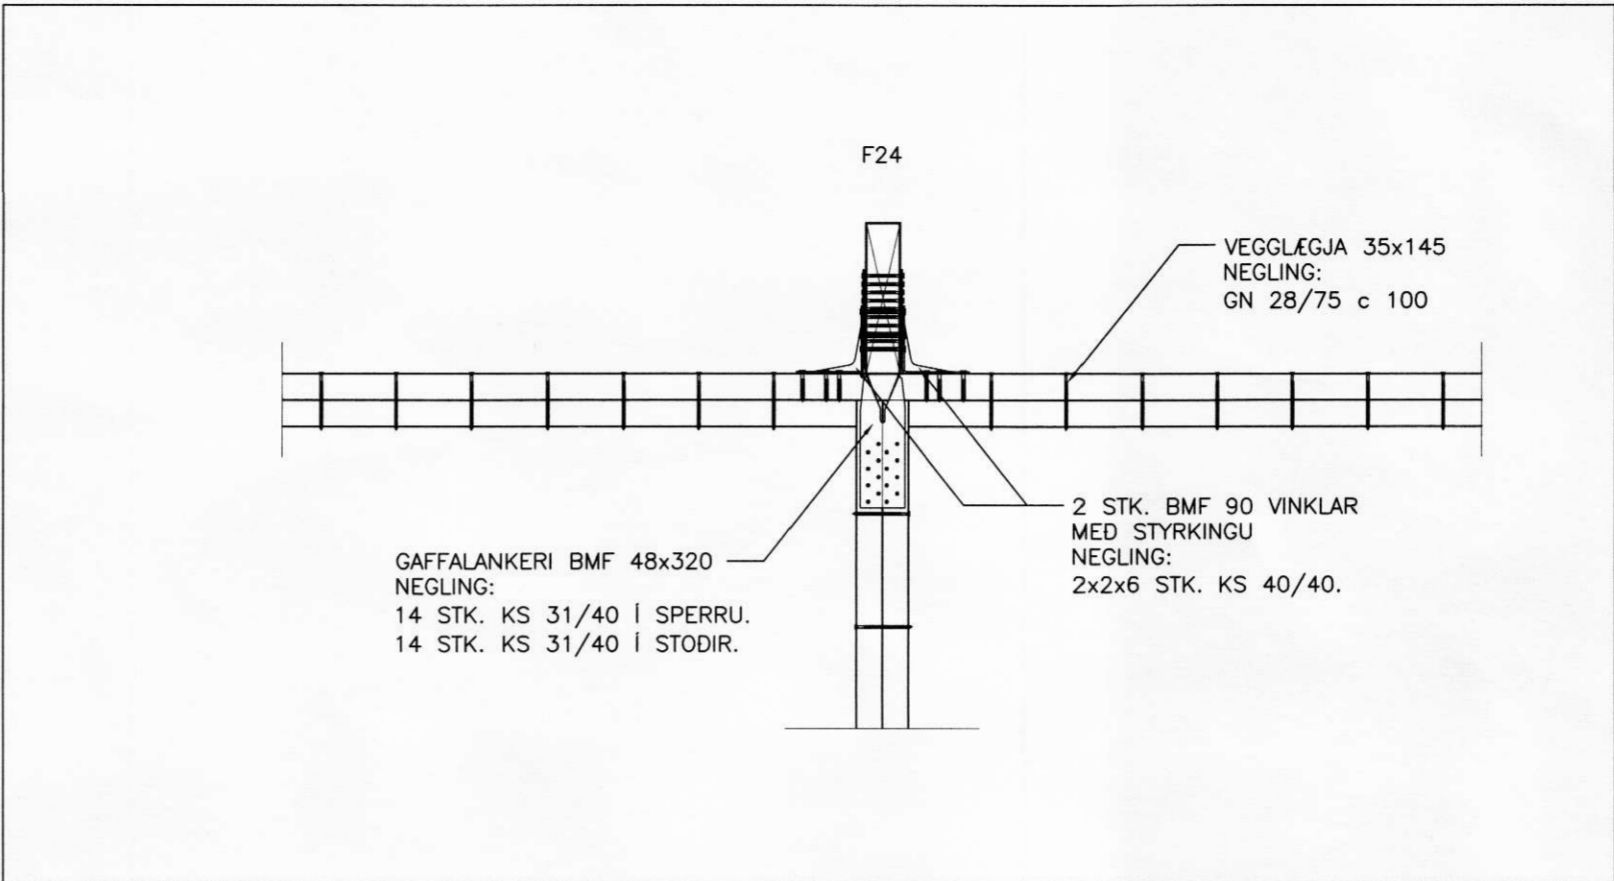 F24
VEGGLÆGJA 35x145
NEGLING:
GN 28/75 c 100
2 STK. BMF 90 VINKLAR
MEÐ STYRKINGU
NEGLING:
2x2x6 STK. KS 40/40.
GAFFALANKERI BMF 48x320
NEGLING:
14 STK. KS 31/40 Í SPERRU.
14 STK. KS 31/40 Í STOÐIR.